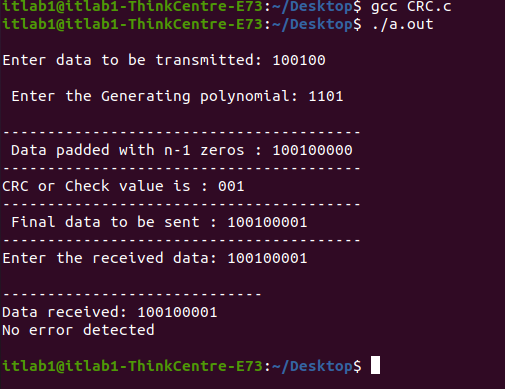 itlab1@itlab1-ThinkCentre-E73:~/Desktop$ gcc CRC.c
itlab1@itlab1-ThinkCentre-E73:~/Desktop$ ./a.out
Enter data to be transmitted: 100100
Enter the Generating polynomial: 1101
----------------------------------------
Data padded with n-1 zeros : 100100000
----------------------------------------
CRC or Check value is : 001
----------------------------------------
Final data to be sent : 100100001
----------------------------------------
Enter the received data: 100100001
-----------------------------
Data received: 100100001
No error detected
itlab1@itlab1-ThinkCentre-E73:~/Desktop$